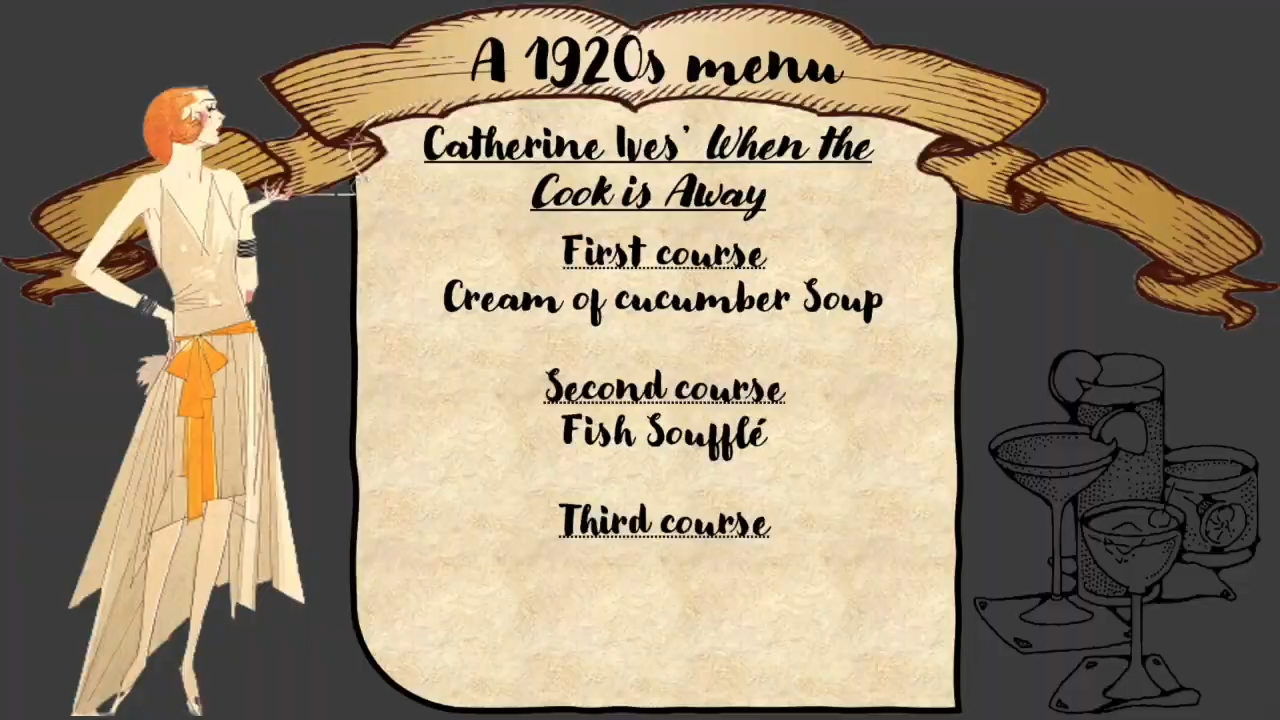 A 1920s menu
Catherine Ives' When the
Cook is Away
First course
Cream of cucumber Soup
Second course
Fish Soufflé
Third course